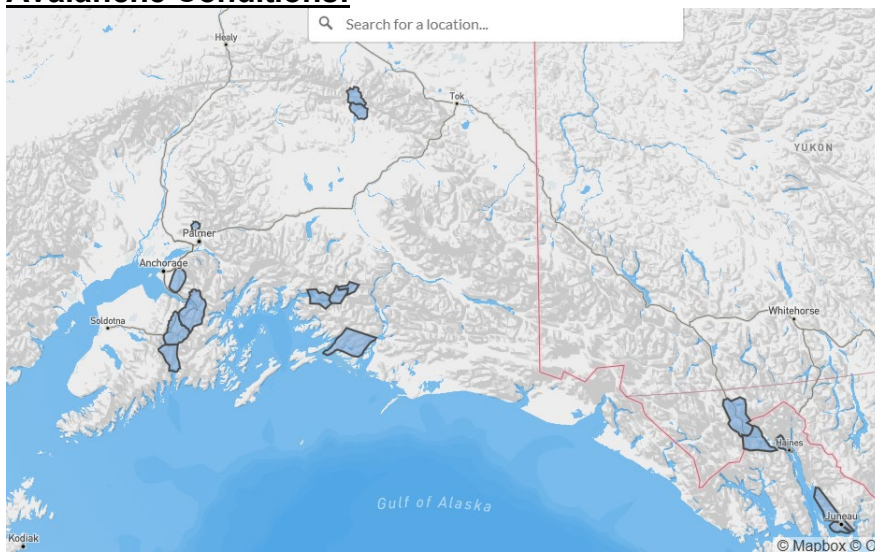 Avalanche Conditions:
Search for a location...
Healy
Tok
YUKON
Palmer
Anchorage
Soldotna
Whitehorse
Haines
Gulf of Alaska
Juneau
Kodiak
© Mapbox ©